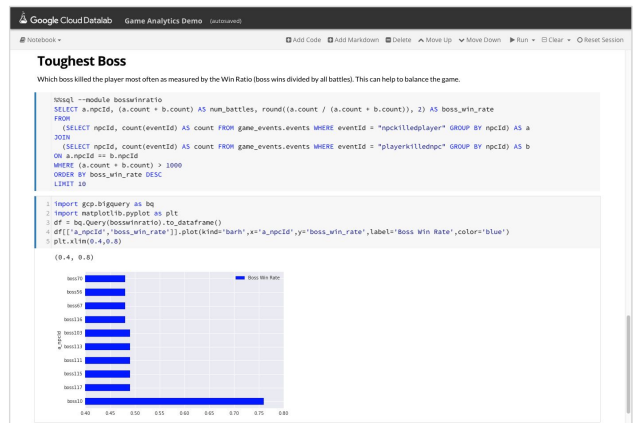 Google Cloud Datalab Game Analytics Demo (autosaved)
Notebook Add Code Add Markdown Delete Move Up Move Down Run Clear Reset Session
Toughest Boss
Which boss killed the player most often as measured by the Win Ratio (boss wins divided by all battles). This can help to balance the game.
%%sql --module bosswinratio
SELECT a.npcId, (a.count + b.count) AS num_battles, round((a.count / (a.count + b.count)), 2) AS boss_win_rate
FROM
(SELECT npcId, count(eventId) AS count FROM game_events.events WHERE eventId = "npckilledplayer" GROUP BY npcId) AS a
JOIN
(SELECT npcId, count(eventId) AS count FROM game_events.events WHERE eventId = "playerkillednpc" GROUP BY npcId) AS b
ON a.npcId == b.npcId
WHERE (a.count + b.count) > 1000
ORDER BY boss_win_rate DESC
LIMIT 10
1 import gcp.bigquery as bq
2 import matplotlib.pyplot as plt
3 df = bq.Query(bosswinratio).to_dataframe()
4 df[['a_npcId','boss_win_rate']].plot(kind='barh',x='a_npcId',y='boss_win_rate',label='Boss Win Rate',color='blue')
5 plt.xlim(0.4,0.8)
(0.4, 0.8)
Boss Win Rate
a_npcId
boss70
boss56
boss67
boss116
boss103
boss113
boss111
boss115
boss117
boss10
0.40 0.45 0.50 0.55 0.60 0.65 0.70 0.75 0.80